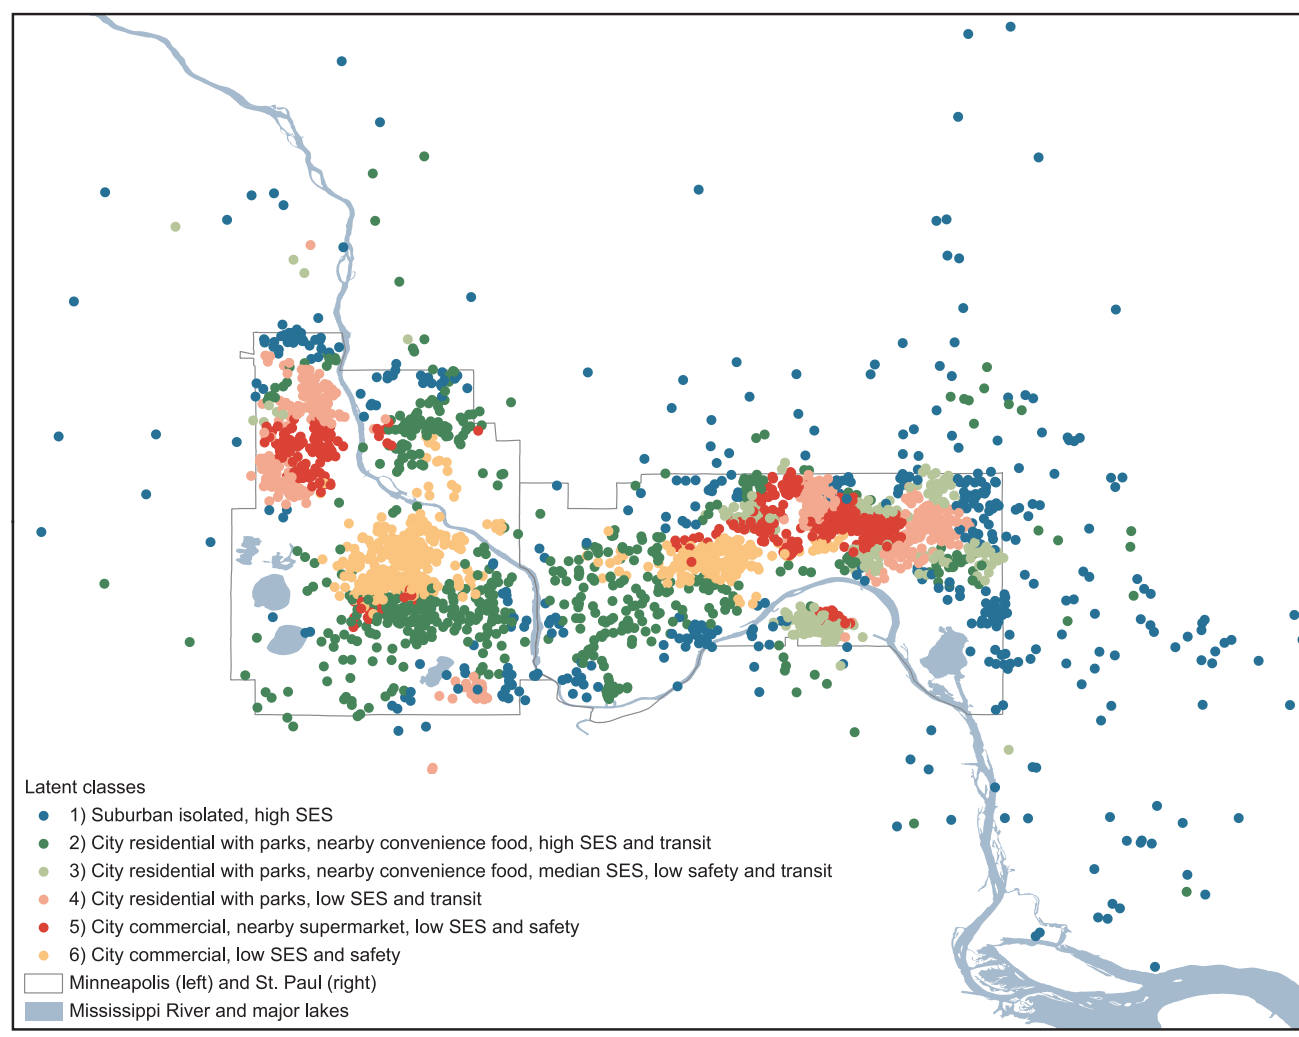 Latent classes
1) Suburban isolated, high SES
2) City residential with parks, nearby convenience food, high SES and transit
3) City residential with parks, nearby convenience food, median SES, low safety and transit
4) City residential with parks, low SES and transit
5) City commercial, nearby supermarket, low SES and safety
6) City commercial, low SES and safety
Minneapolis (left) and St. Paul (right)
Mississippi River and major lakes